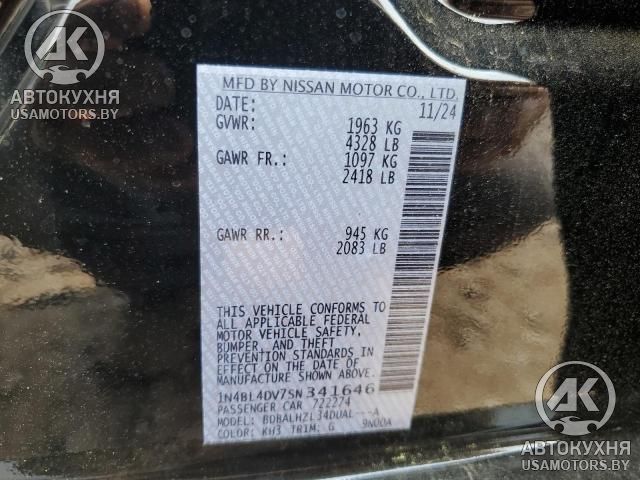 AK
АВТОКУХНЯ
USAMOTORS.BY
MFD BY NISSAN MOTOR CO., LTD.
DATE: 11/24
GVWR: 1963 KG
4328 LB
GAWR FR.: 1097 KG
2418 LB
GAWR RR.: 945 KG
2083 LB
THIS VEHICLE CONFORMS TO
ALL APPLICABLE FEDERAL
MOTOR VEHICLE SAFETY,
BUMPER, AND THEFT
PREVENTION STANDARDS IN
EFFECT ON THE DATE OF
MANUFACTURE SHOWN ABOVE.
1N4BL4DV7SN341646
PASSENGER CAR 722274
MODEL: BDBALHZL34DUAL---A
COLOR: KH3 TRIM: G 9N00A
AK
АВТОКУХНЯ
USAMOTORS.BY